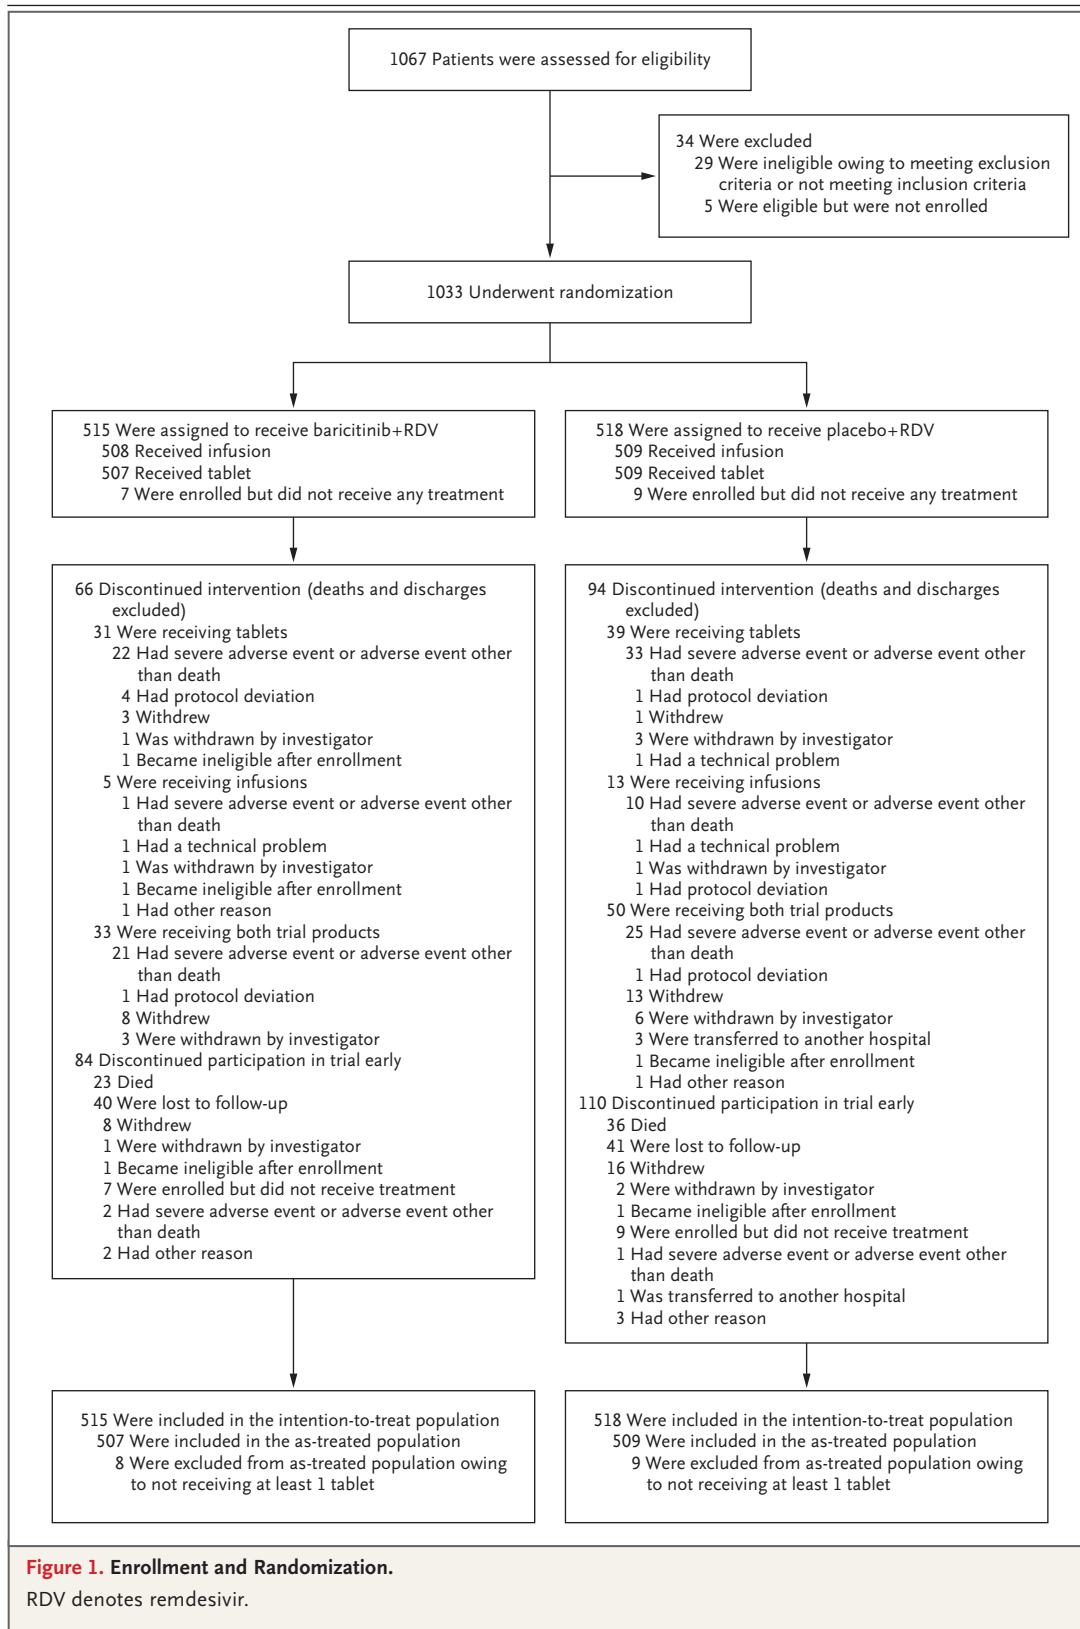 1067 Patients were assessed for eligibility
34 Were excluded
29 Were ineligible owing to meeting exclusion
criteria or not meeting inclusion criteria
5 Were eligible but were not enrolled
1033 Underwent randomization
515 Were assigned to receive baricitinib+RDV
508 Received infusion
507 Received tablet
7 Were enrolled but did not receive any treatment
518 Were assigned to receive placebo+RDV
509 Received infusion
509 Received tablet
9 Were enrolled but did not receive any treatment
66 Discontinued intervention (deaths and discharges
excluded)
31 Were receiving tablets
22 Had severe adverse event or adverse event other
than death
4 Had protocol deviation
3 Withdrew
1 Was withdrawn by investigator
1 Became ineligible after enrollment
5 Were receiving infusions
1 Had severe adverse event or adverse event other
than death
1 Had a technical problem
1 Was withdrawn by investigator
1 Became ineligible after enrollment
1 Had other reason
33 Were receiving both trial products
21 Had severe adverse event or adverse event other
than death
1 Had protocol deviation
8 Withdrew
3 Were withdrawn by investigator
84 Discontinued participation in trial early
23 Died
40 Were lost to follow-up
8 Withdrew
1 Were withdrawn by investigator
1 Became ineligible after enrollment
7 Were enrolled but did not receive treatment
2 Had severe adverse event or adverse event other
than death
2 Had other reason
94 Discontinued intervention (deaths and discharges
excluded)
39 Were receiving tablets
33 Had severe adverse event or adverse event other
than death
1 Had protocol deviation
1 Withdrew
3 Were withdrawn by investigator
1 Had a technical problem
13 Were receiving infusions
10 Had severe adverse event or adverse event other
than death
1 Had a technical problem
1 Was withdrawn by investigator
1 Had protocol deviation
50 Were receiving both trial products
25 Had severe adverse event or adverse event other
than death
1 Had protocol deviation
13 Withdrew
6 Were withdrawn by investigator
3 Were transferred to another hospital
1 Became ineligible after enrollment
1 Had other reason
110 Discontinued participation in trial early
36 Died
41 Were lost to follow-up
16 Withdrew
2 Were withdrawn by investigator
1 Became ineligible after enrollment
9 Were enrolled but did not receive treatment
1 Had severe adverse event or adverse event other
than death
1 Was transferred to another hospital
3 Had other reason
515 Were included in the intention-to-treat population
507 Were included in the as-treated population
8 Were excluded from as-treated population owing
to not receiving at least 1 tablet
518 Were included in the intention-to-treat population
509 Were included in the as-treated population
9 Were excluded from as-treated population owing
to not receiving at least 1 tablet
Figure 1. Enrollment and Randomization.
RDV denotes remdesivir.